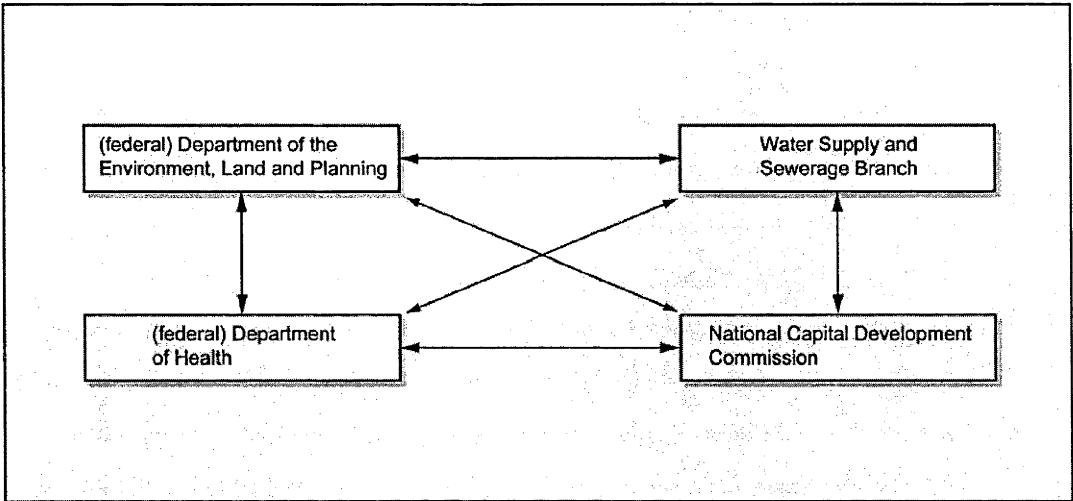 (federal) Department of the
Environment, Land and Planning
Water Supply and
Sewerage Branch
(federal) Department
of Health
National Capital Development
Commission